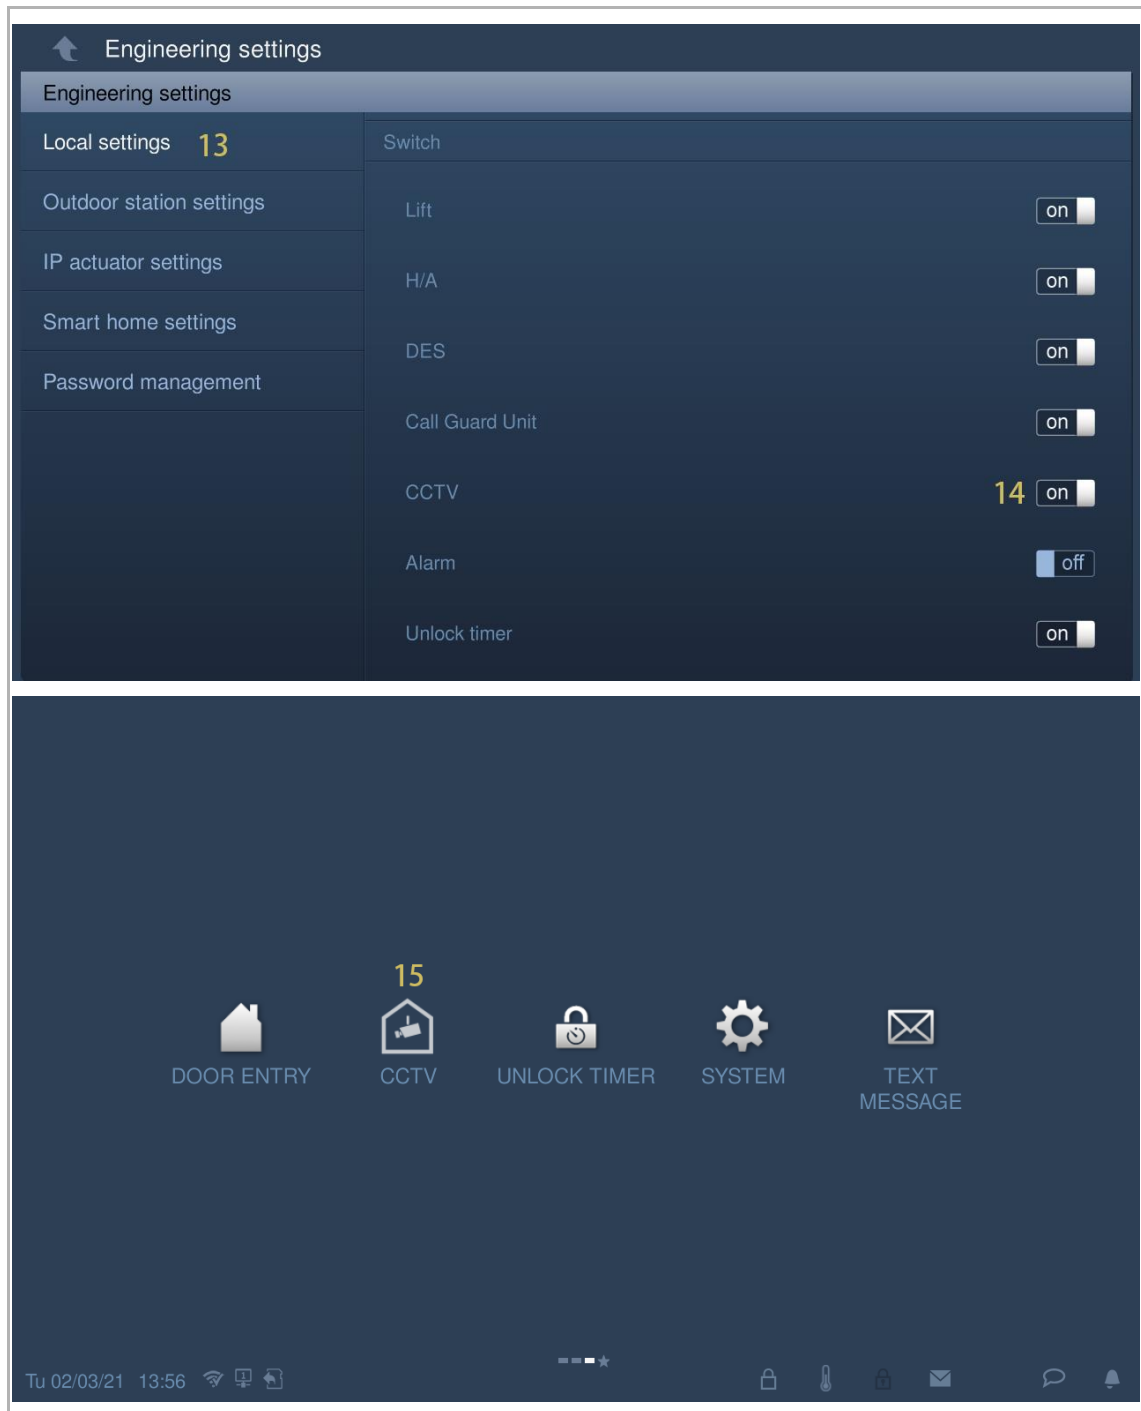 Engineering settings
Engineering settings
Local settings 13
Switch
Outdoor station settings
Lift on
IP actuator settings
H/A on
Smart home settings
DES on
Password management
Call Guard Unit on
CCTV 14 on
Alarm off
Unlock timer on
15
DOOR ENTRY CCTV UNLOCK TIMER SYSTEM TEXT
MESSAGE
Tu 02/03/21 13:56